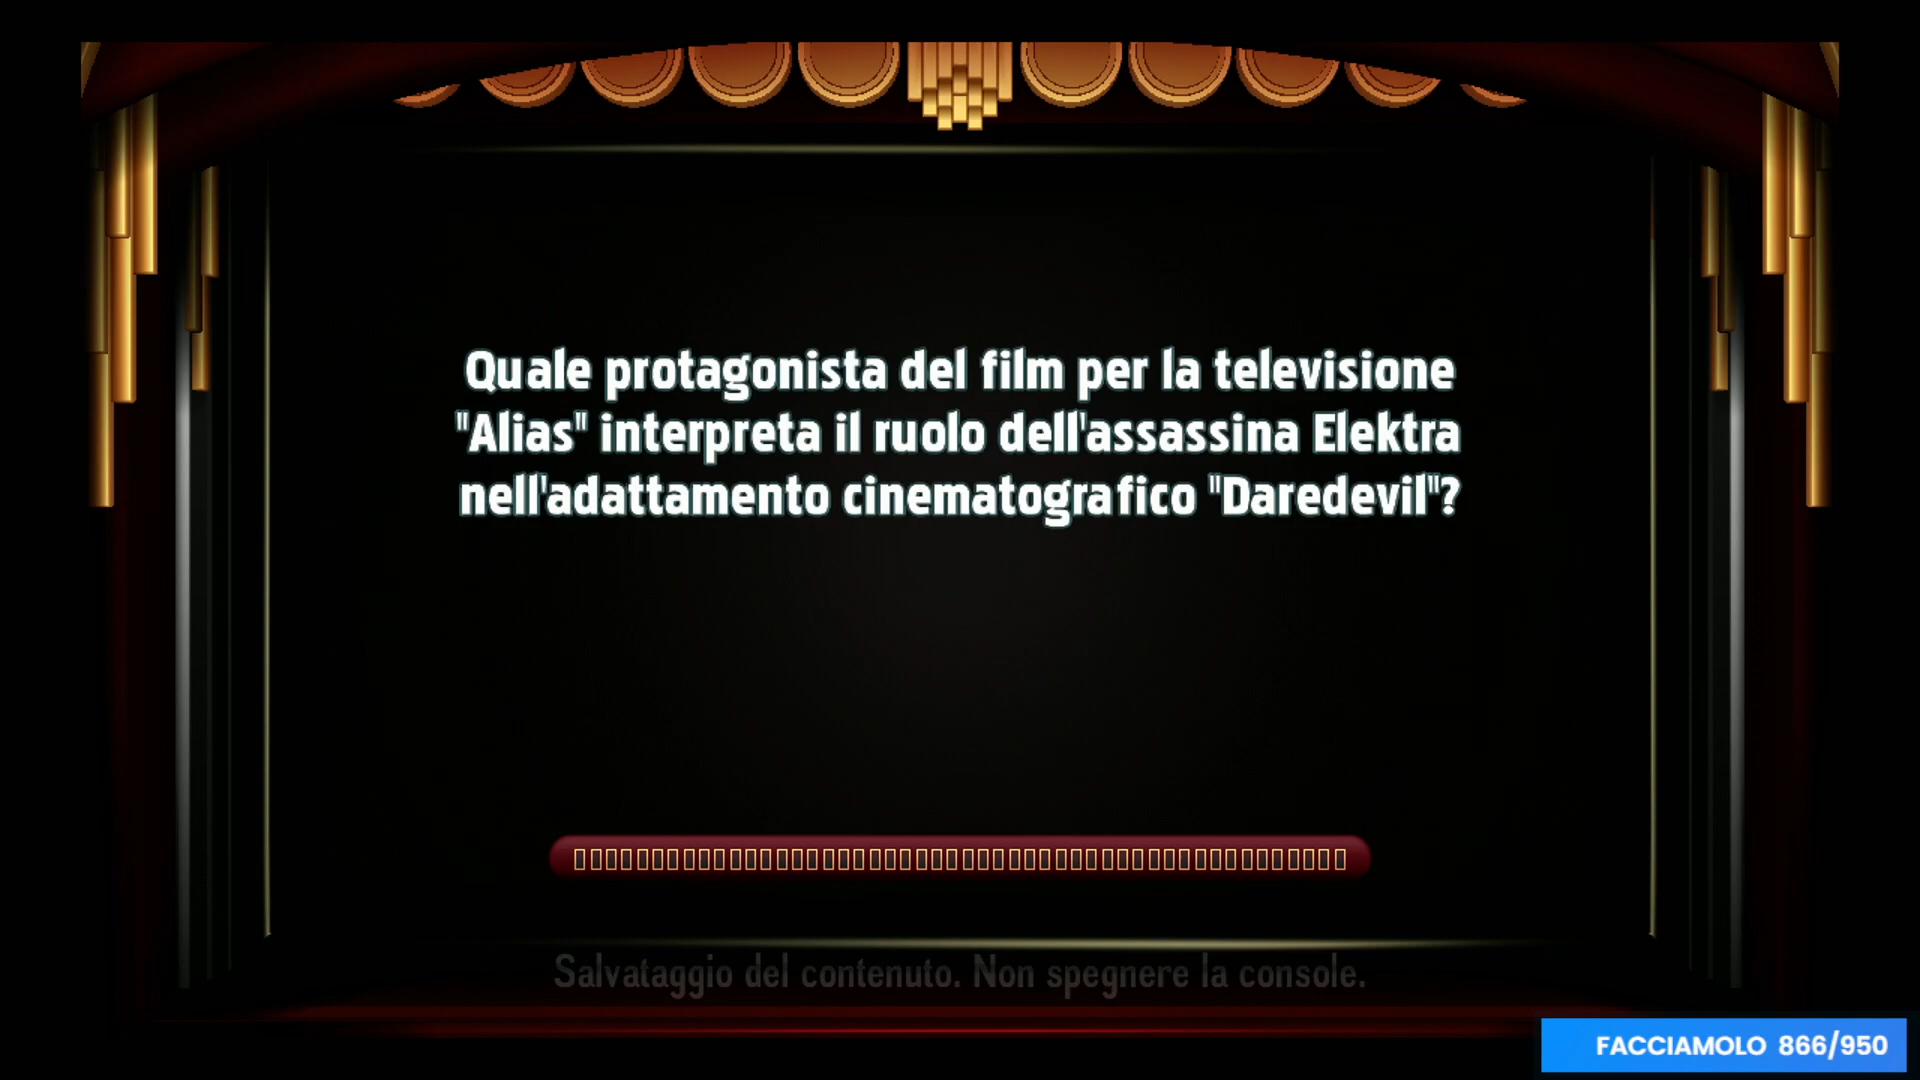 Quale protagonista del film per la televisione
"Alias" interpreta il ruolo dell'assassina Elektra
nell'adattamento cinematografico "Daredevil"?
Salvataggio del contenuto. Non spegnere la console.
FACCIAMOLO 866/950